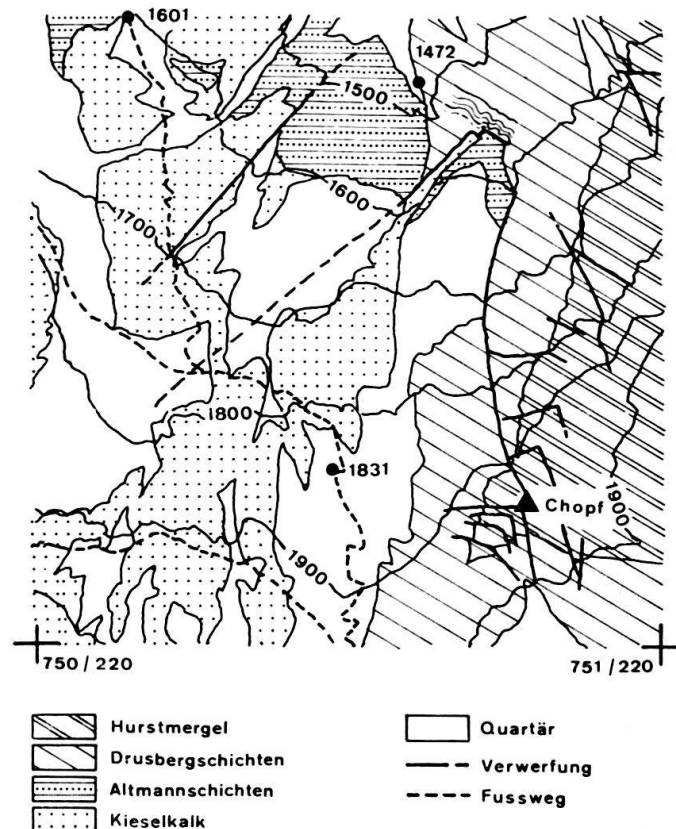 1601
1472
1500
1600
1700
1800
1831
Chopf
1900
1900
750 / 220
751 / 220
Hurstmergel
Drusbergschichten
Altmannschichten
Kieselkalk
Quartär
Verwerfung
Fussweg